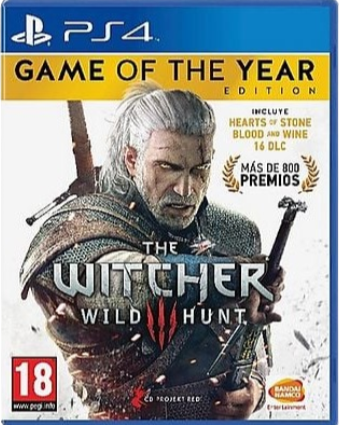 PS4
GAME OF THE YEAR
EDITION
INCLUYE
HEARTS OF STONE
BLOOD AND WINE
16 DLC
MÁS DE 800
PREMIOS
THE
WITCHER
WILD HUNT
III
18
www.pegi.info
CD PROJEKT RED
BANDAI
NAMCO